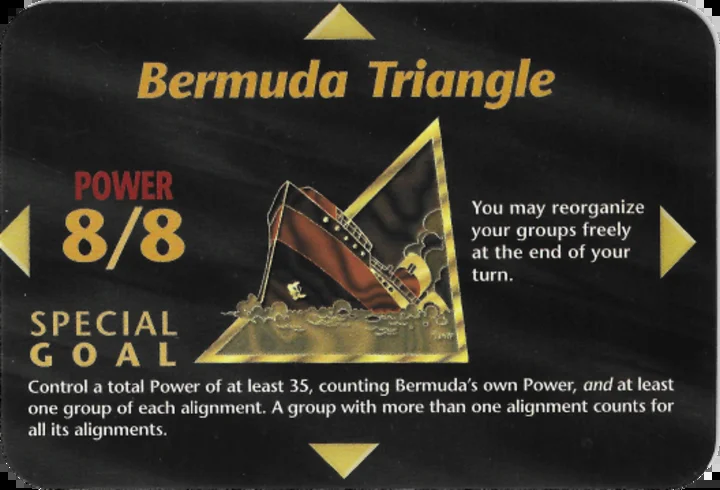 Bermuda Triangle
POWER
8/8
You may reorganize
your groups freely
at the end of your
turn.
SPECIAL
GOAL
Control a total Power of at least 35, counting Bermuda's own Power, and at least
one group of each alignment. A group with more than one alignment counts for
all its alignments.